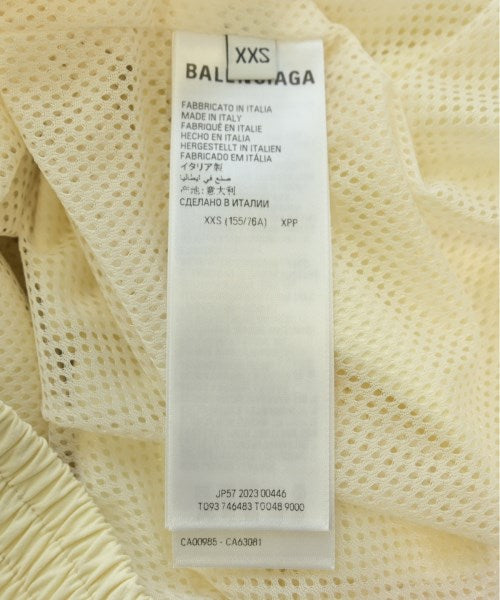 XXS
BALENCIAGA
FABBRICATO IN ITALIA
MADE IN ITALY
FABRIQUÉ EN ITALIE
HECHO EN ITALIA
HERGESTELLT IN ITALIEN
FABRICADO EM ITÁLIA
イタリア製
صنع في ايطاليا
产地:意大利
СДЕЛАНО В ИТАЛИИ
XXS (155/76A) XPP
JP57 2023 00446
T093 746483 TGO48 9000
CA00985 - CA63081